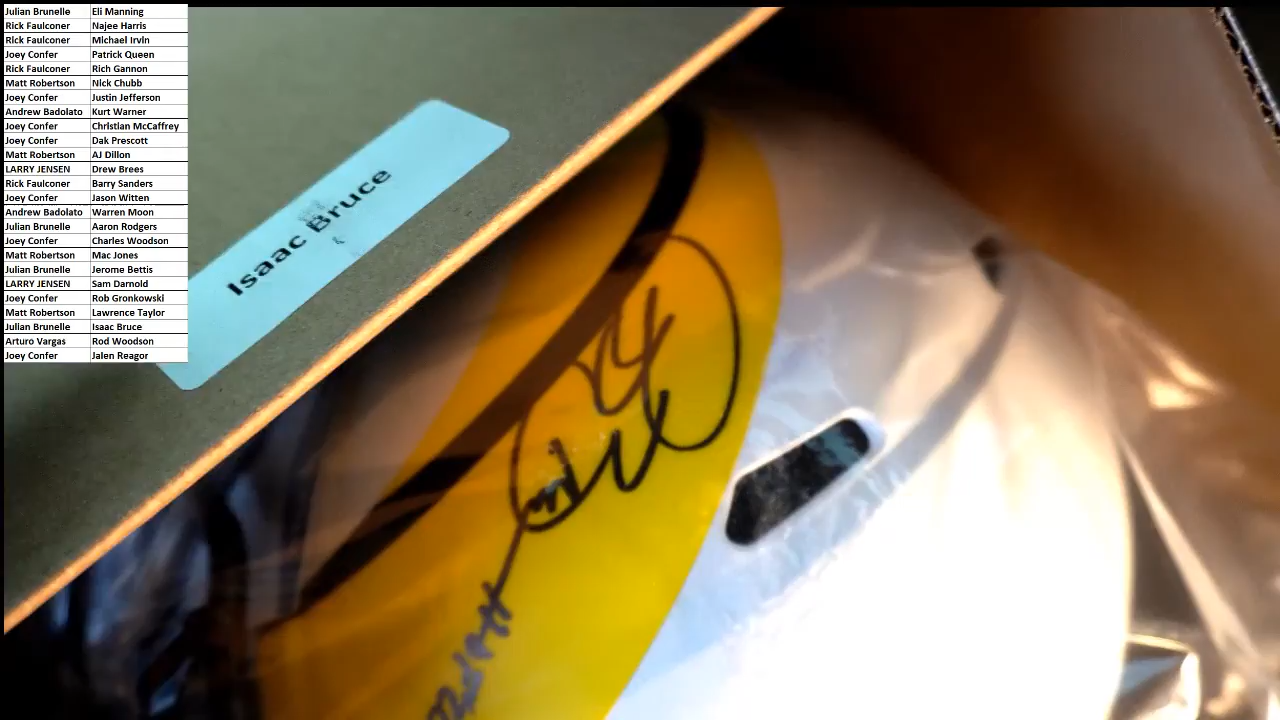 Julian Brunelle Eli Manning
Rick Faulconer Najee Harris
Rick Faulconer Michael Irvin
Joey Confer Patrick Queen
Rick Faulconer Rich Gannon
Matt Robertson Nick Chubb
Joey Confer Justin Jefferson
Andrew Badolato Kurt Warner
Joey Confer Christian McCaffrey
Joey Confer Dak Prescott
Matt Robertson AJ Dillon
LARRY JENSEN Drew Brees
Rick Faulconer Barry Sanders
Joey Confer Jason Witten
Andrew Badolato Warren Moon
Julian Brunelle Aaron Rodgers
Joey Confer Charles Woodson
Matt Robertson Mac Jones
Julian Brunelle Jerome Bettis
LARRY JENSEN Sam Darnold
Joey Confer Rob Gronkowski
Matt Robertson Lawrence Taylor
Julian Brunelle Isaac Bruce
Arturo Vargas Rod Woodson
Joey Confer Jalen Reagor
Isaac Bruce